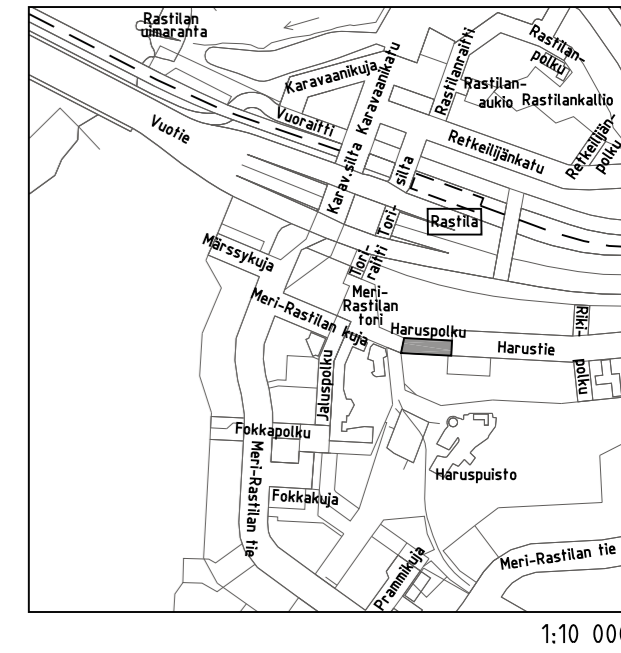 Rastilan
uimaranta
Karavaanikuja
Karavaanikatu
Rastilanraitti
Rastilan-
polku
Rastilan-
aukio
Rastilankallio
Vuoraitti
Vuotie
Retkeilijänkatu
Retkeilijän-
polku
Karav.silta
Tori-
silta
Rastila
Märssykuja
Tori-
raitti
Meri-
Rastilan
tori
Meri-Rastilan kuja
Haruspolku
Harustie
Riki-
polku
Jaluspolku
Fokkapolku
Meri-Rastilan tie
Haruspuisto
Fokkakuja
Prammikuja
Meri-Rastilan tie
1:10 000